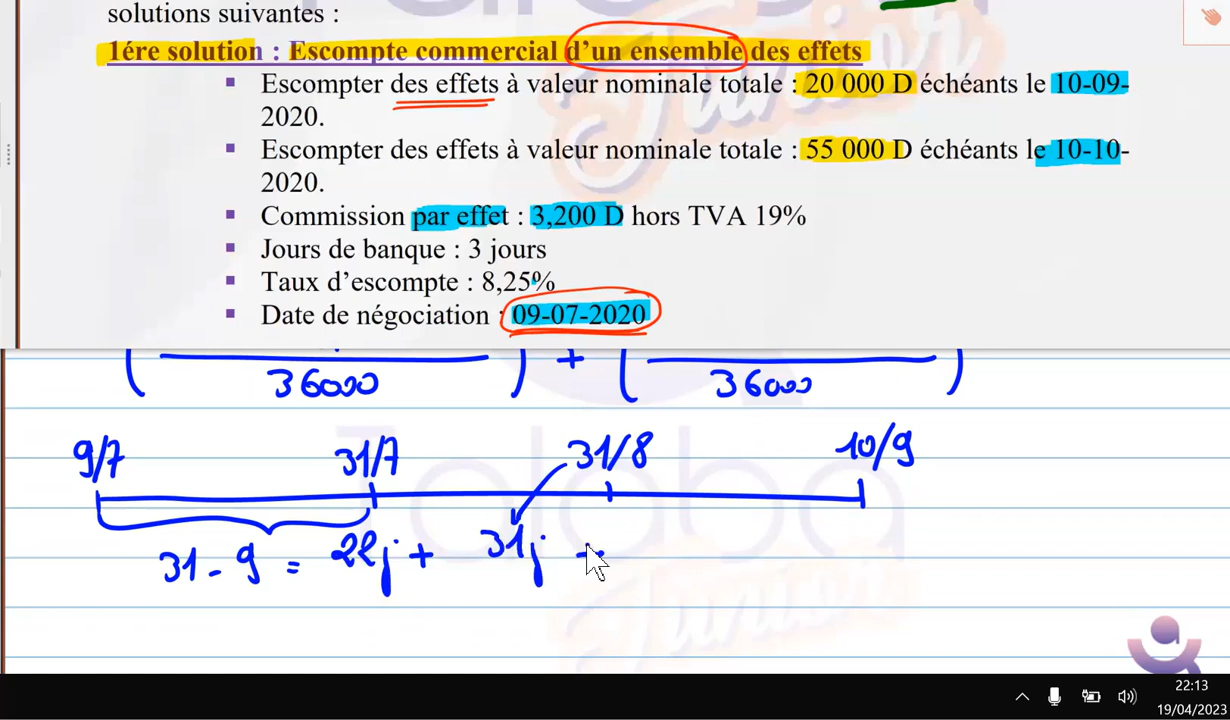 solutions suivantes :
1ére solution : Escompte commercial d’un ensemble des effets
▪ Escompter des effets à valeur nominale totale : 20 000 D échéants le 10-09-
2020.
▪ Escompter des effets à valeur nominale totale : 55 000 D échéants le 10-10-
2020.
▪ Commission par effet : 3,200 D hors TVA 19%
▪ Jours de banque : 3 jours
▪ Taux d’escompte : 8,25%
▪ Date de négociation : 09-07-2020
( 36000 ) + ( 36000 )
9/7 31/7 31/8 10/9
31 - 9 = 22j + 31j +
Talaba
Junior
22:13
19/04/2023